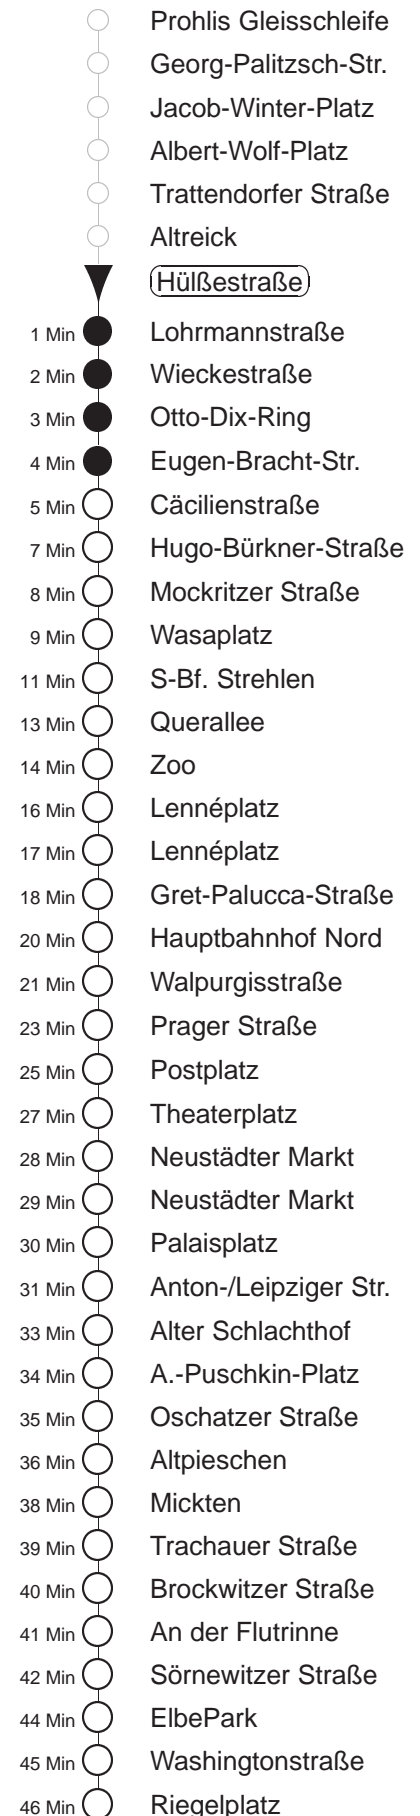 Prohlis Gleisschleife
Georg-Palitzsch-Str.
Jacob-Winter-Platz
Albert-Wolf-Platz
Trattendorfer Straße
Altreick
Hülßestraße
1 Min Lohrmannstraße
2 Min Wieckestraße
3 Min Otto-Dix-Ring
4 Min Eugen-Bracht-Str.
5 Min Cäcilienstraße
7 Min Hugo-Bürkner-Straße
8 Min Mockritzer Straße
9 Min Wasaplatz
11 Min S-Bf. Strehlen
13 Min Querallee
14 Min Zoo
16 Min Lennéplatz
17 Min Lennéplatz
18 Min Gret-Palucca-Straße
20 Min Hauptbahnhof Nord
21 Min Walpurgisstraße
23 Min Prager Straße
25 Min Postplatz
27 Min Theaterplatz
28 Min Neustädter Markt
29 Min Neustädter Markt
30 Min Palaisplatz
31 Min Anton-/Leipziger Str.
33 Min Alter Schlachthof
34 Min A.-Puschkin-Platz
35 Min Oschatzer Straße
36 Min Altpieschen
38 Min Mickten
39 Min Trachauer Straße
40 Min Brockwitzer Straße
41 Min An der Flutrinne
42 Min Sörnewitzer Straße
44 Min ElbePark
45 Min Washingtonstraße
46 Min Riegelplatz